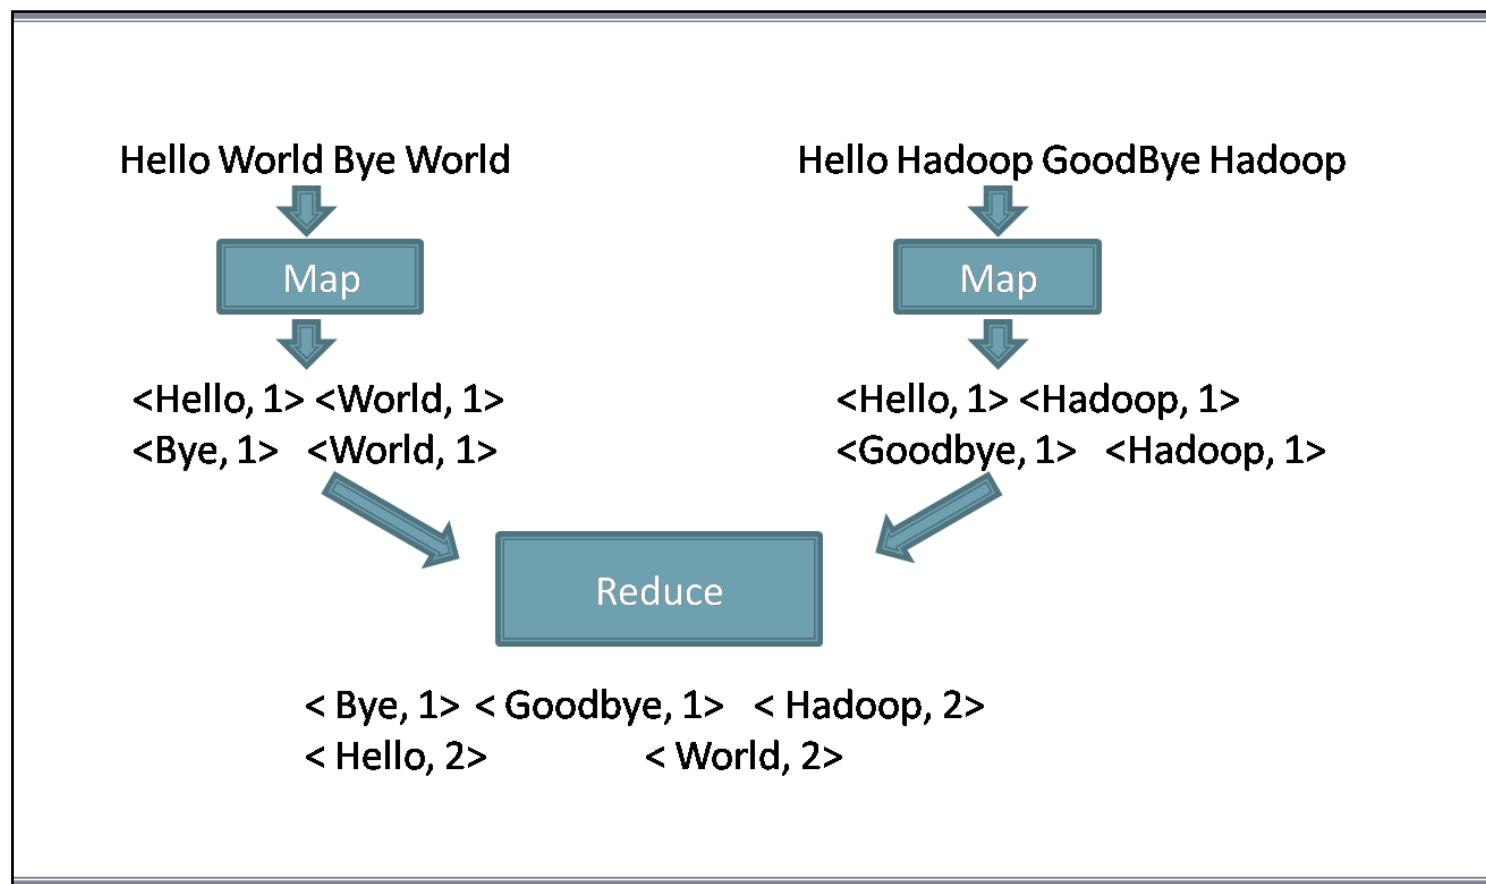 Hello World Bye World
Hello Hadoop GoodBye Hadoop
Map
Map
<Hello, 1> <World, 1>
<Bye, 1> <World, 1>
<Hello, 1> <Hadoop, 1>
<Goodbye, 1> <Hadoop, 1>
Reduce
< Bye, 1> < Goodbye, 1> < Hadoop, 2>
< Hello, 2> < World, 2>